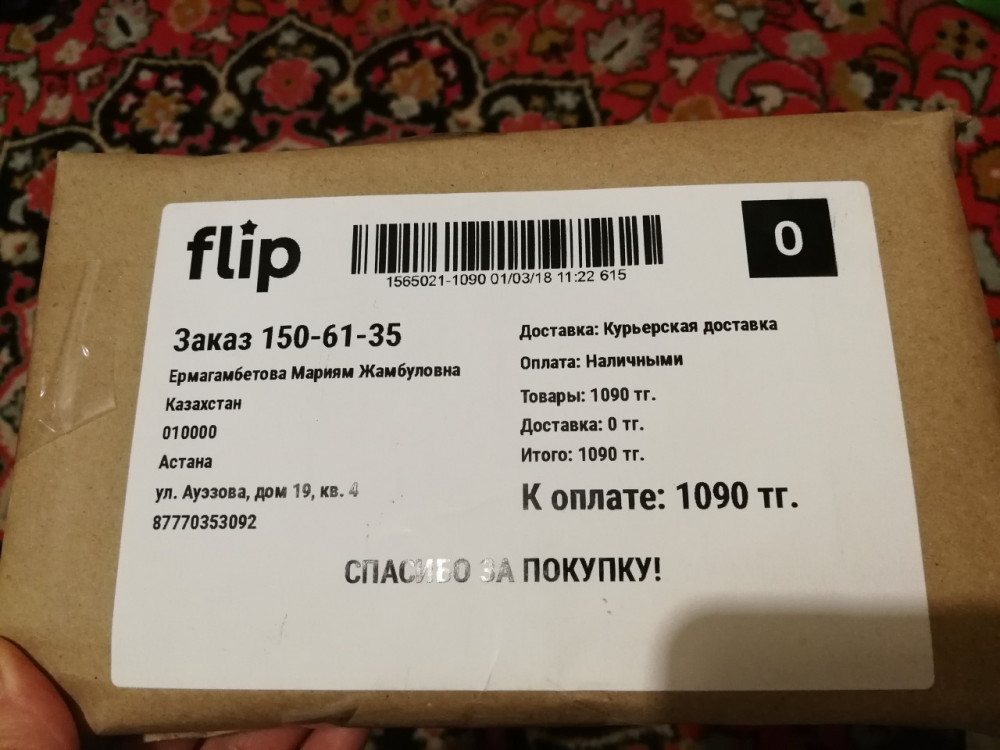 flip
1565021-1090 01/03/18 11:22 615
0
Заказ 150-61-35
Ермагамбетова Мариям Жамбуловна
Казахстан
010000
Астана
ул. Ауэзова, дом 19, кв. 4
87770353092
Доставка: Курьерская доставка
Оплата: Наличными
Товары: 1090 тг.
Доставка: 0 тг.
Итого: 1090 тг.
К оплате: 1090 тг.
СПАСИБО ЗА ПОКУПКУ!